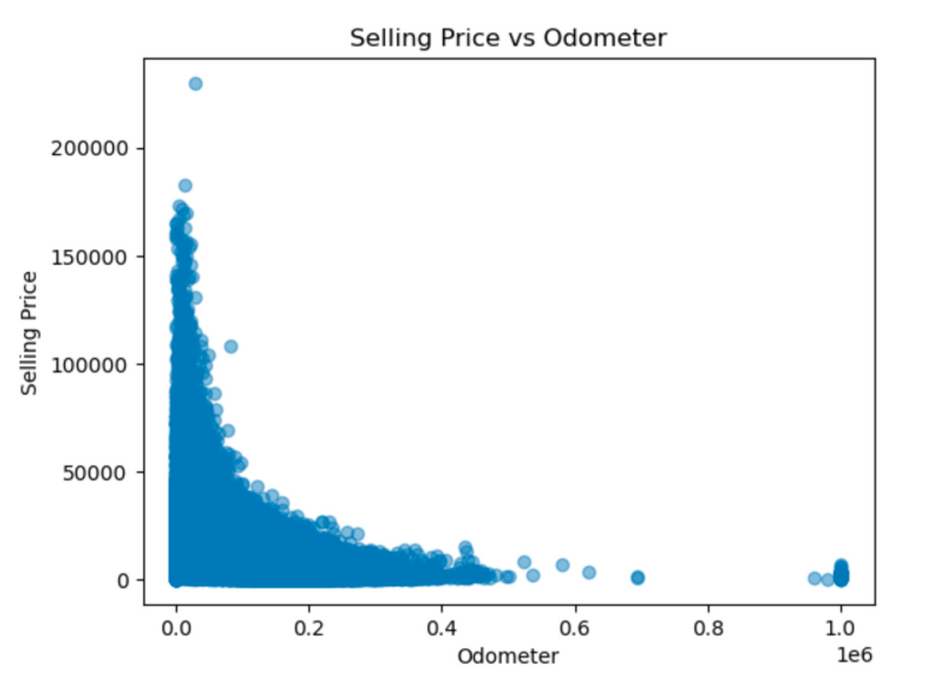 Selling Price vs Odometer
200000
150000
100000
50000
0
Selling Price
0.0 0.2 0.4 0.6 0.8 1.0
1e6
Odometer